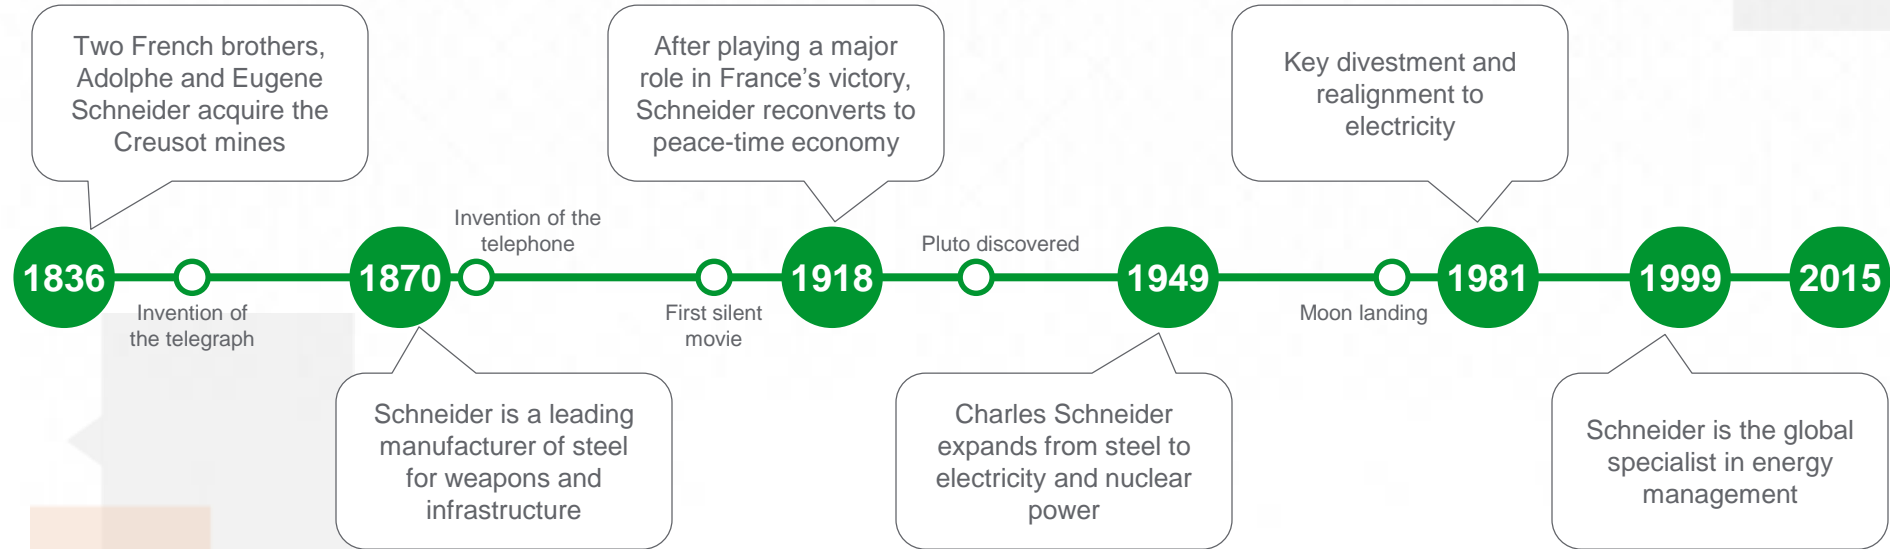 Two French brothers,
Adolphe and Eugene
Schneider acquire the
Creusot mines
After playing a major
role in France’s victory,
Schneider reconverts to
peace-time economy
Key divestment and
realignment to
electricity
1836
Invention of
the telegraph
1870
Invention of the
telephone
First silent
movie
1918
Pluto discovered
1949
Moon landing
1981
1999
2015
Schneider is a leading
manufacturer of steel
for weapons and
infrastructure
Charles Schneider
expands from steel to
electricity and nuclear
power
Schneider is the global
specialist in energy
management